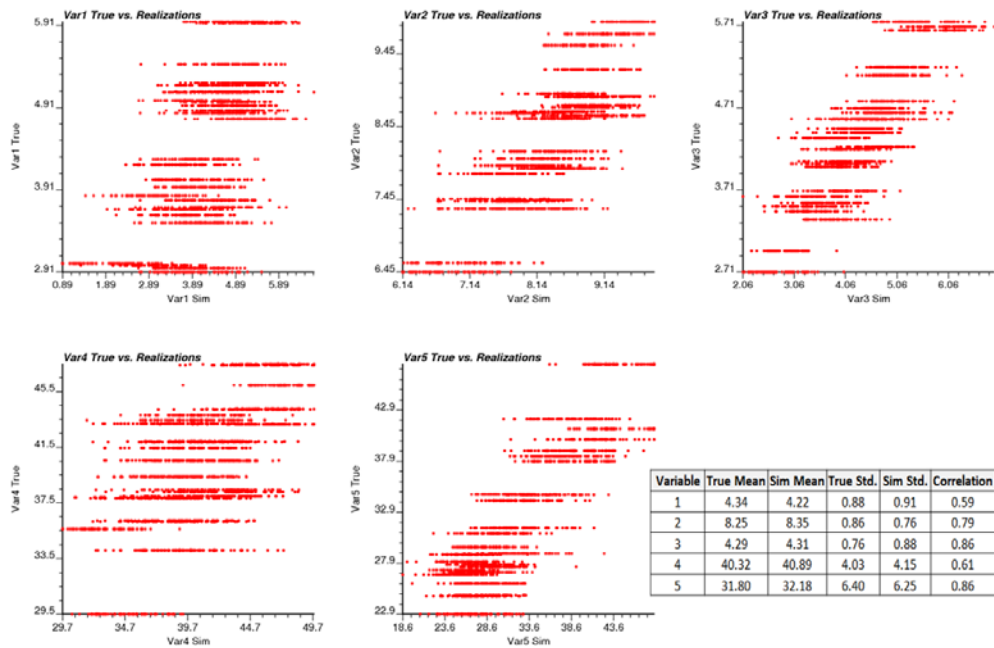 Var1 True vs. Realizations
5.91
4.91
3.91
2.91
Var1 True
0.89 1.89 2.89 3.89 4.89 5.89
Var1 Sim
Var2 True vs. Realizations
9.45
8.45
7.45
6.45
Var2 True
6.14 7.14 8.14 9.14
Var2 Sim
Var3 True vs. Realizations
5.71
4.71
3.71
2.71
Var3 True
2.06 3.06 4.06 5.06 6.06
Var3 Sim
Var4 True vs. Realizations
45.5
41.5
37.5
33.5
29.5
Var4 True
29.7 34.7 39.7 44.7 49.7
Var4 Sim
Var5 True vs. Realizations
42.9
37.9
32.9
27.9
22.9
Var5 True
18.6 23.6 28.6 33.6 38.6 43.6
Var5 Sim
Variable True Mean Sim Mean True Std. Sim Std. Correlation
1 4.34 4.22 0.88 0.91 0.59
2 8.25 8.35 0.86 0.76 0.79
3 4.29 4.31 0.76 0.88 0.86
4 40.32 40.89 4.03 4.15 0.61
5 31.80 32.18 6.40 6.25 0.86